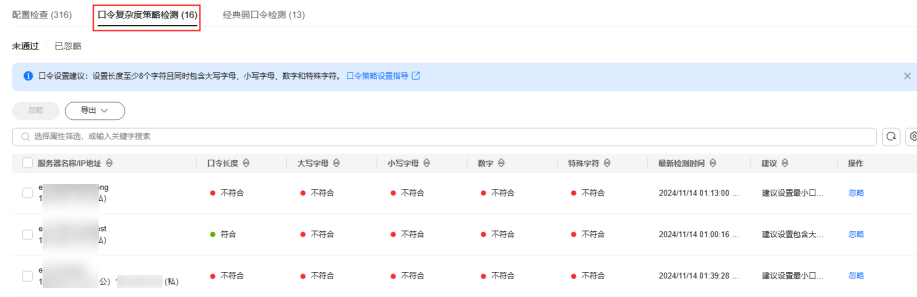 配置检查 (316) 口令复杂度策略检测 (16) 经典弱口令检测 (13)
未通过 已忽略
口令设置建议：设置长度至少8个字符且同时包含大写字母、小写字母、数字和特殊字符。 口令策略设置指导
忽略 导出
选择属性筛选，或输入关键字搜索
服务器名称/IP地址 口令长度 大写字母 小写字母 数字 特殊字符 最新检测时间 建议 操作
e ng
不符合 不符合 不符合 不符合 不符合 2024/11/14 01:13:00 ... 建议设置最小口... 忽略
1 私)
e st
符合 不符合 不符合 不符合 不符合 2024/11/14 01:00:16 ... 建议设置包含大... 忽略
1 私)
e
不符合 不符合 不符合 不符合 不符合 2024/11/14 01:39:28 ... 建议设置最小口... 忽略
1 公) 1 (私)